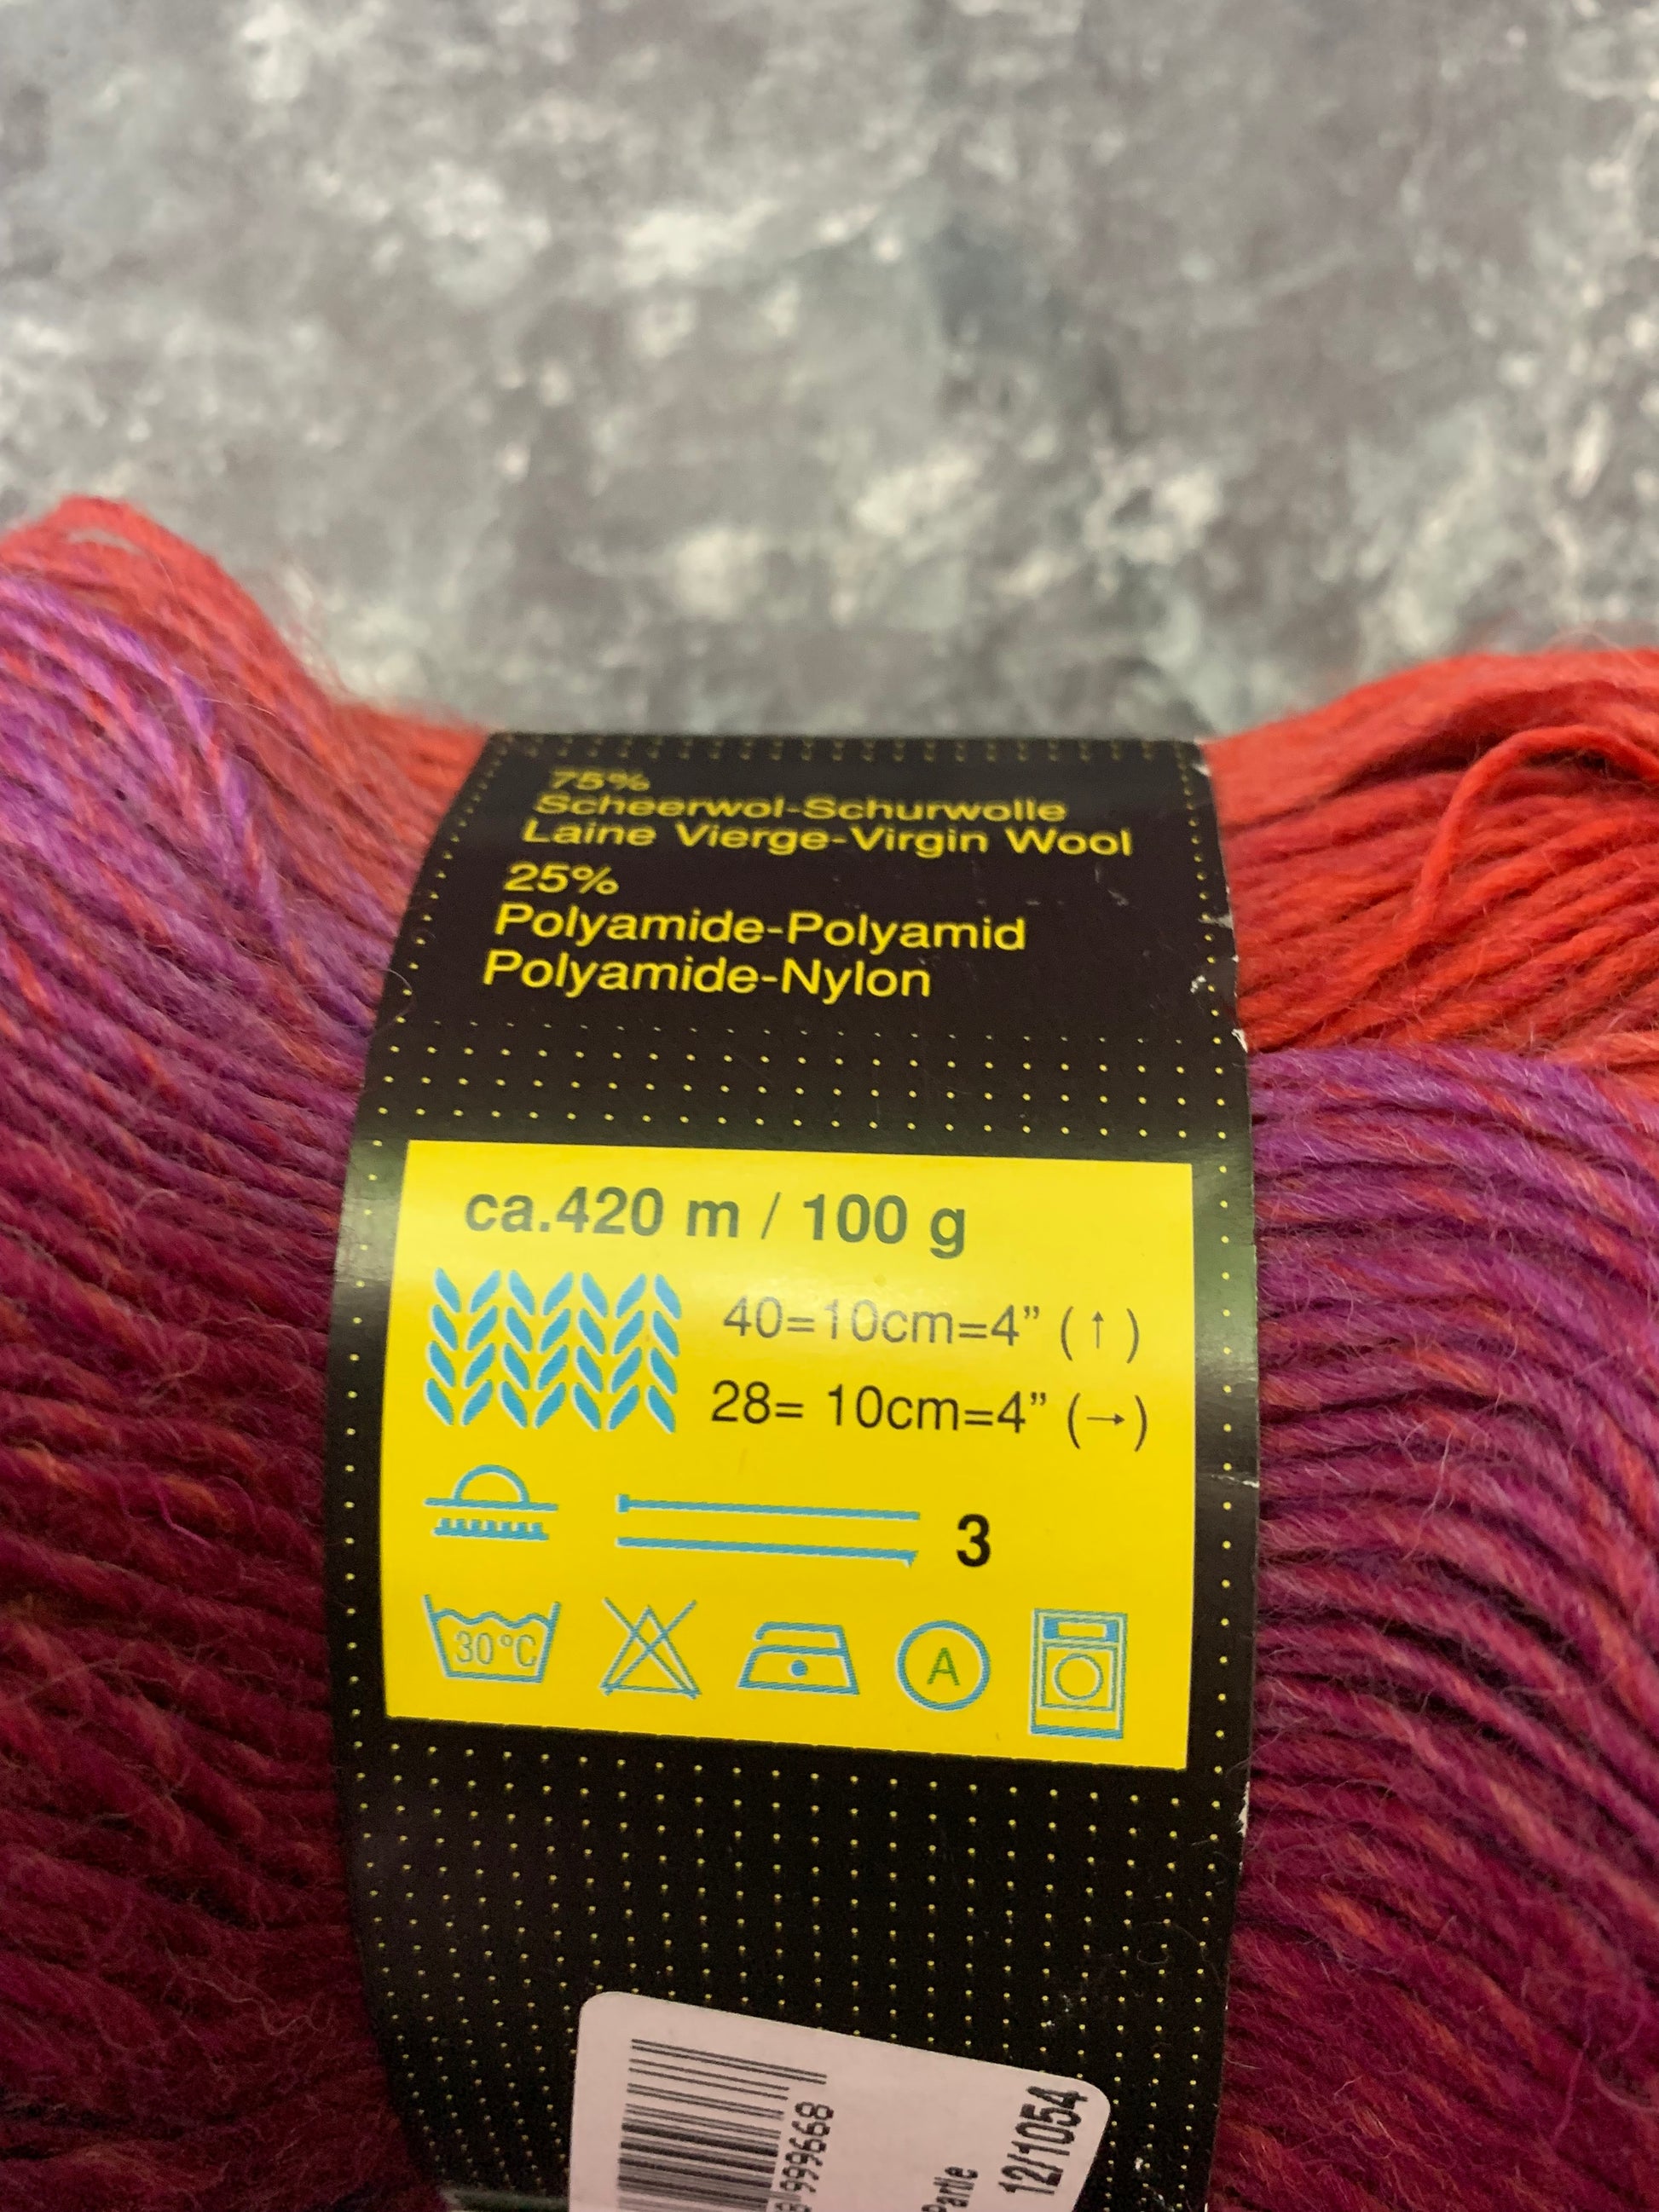 75%
Scheerwol-Schurwolle
Laine Vierge-Virgin Wool
25%
Polyamide-Polyamid
Polyamide-Nylon
ca.420 m / 100 g
40=10cm=4” (↑)
28= 10cm=4” (→)
3
30°C
A
999668
Partie
12/1054